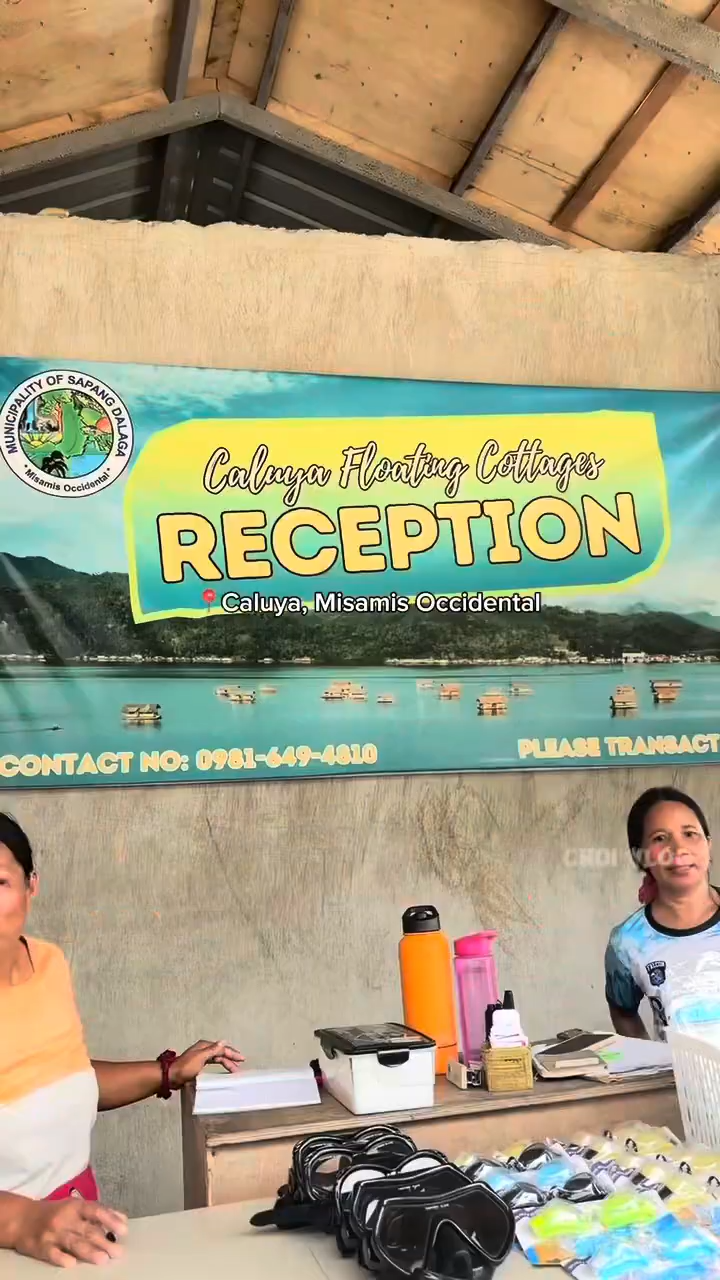 MUNICIPALITY OF SAPANG DALAGA
Misamis Occidental
Caluya Floating Cottages
RECEPTION
Caluya, Misamis Occidental
CONTACT NO: 0981-649-4810
PLEASE TRANSACT